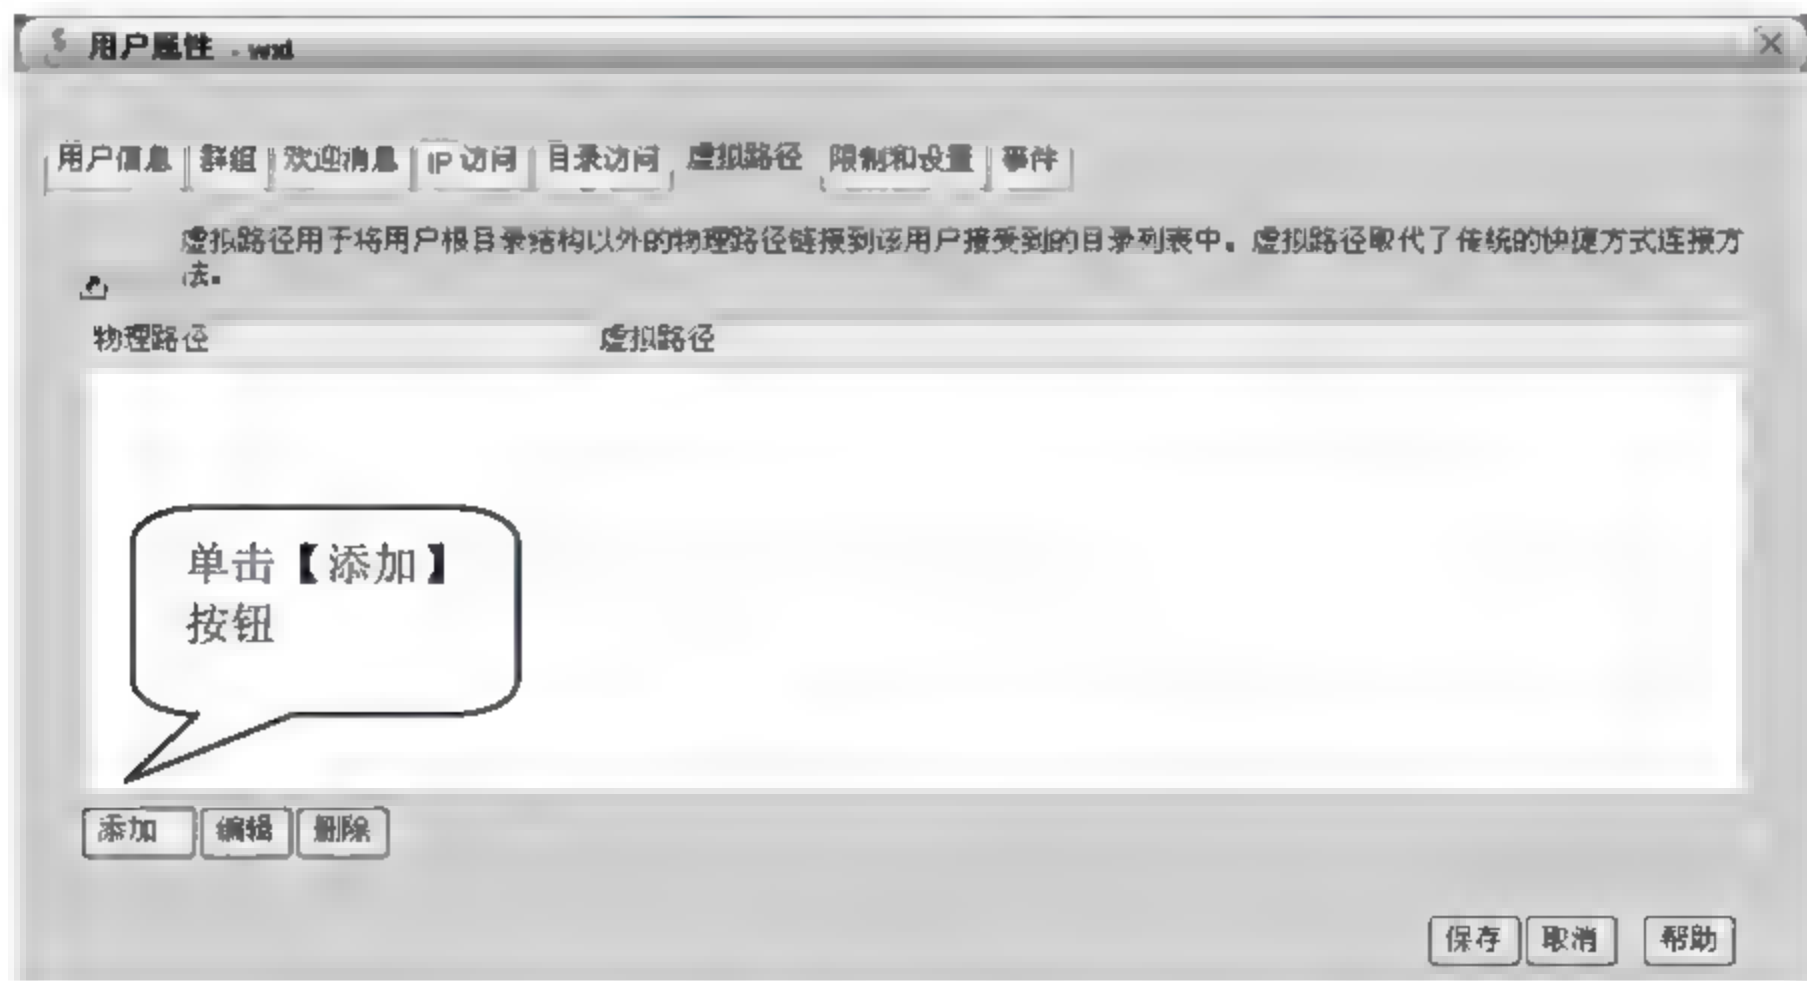 用户属性 - wxd
用户信息 群组 欢迎消息 IP 访问 目录访问 虚拟路径 限制和设置 事件
虚拟路径用于将用户根目录结构以外的物理路径链接到该用户接受到的目录列表中。虚拟路径取代了传统的快捷方式连接方
法。
物理路径 虚拟路径
单击【添加】
按钮
添加 编辑 删除
保存 取消 帮助